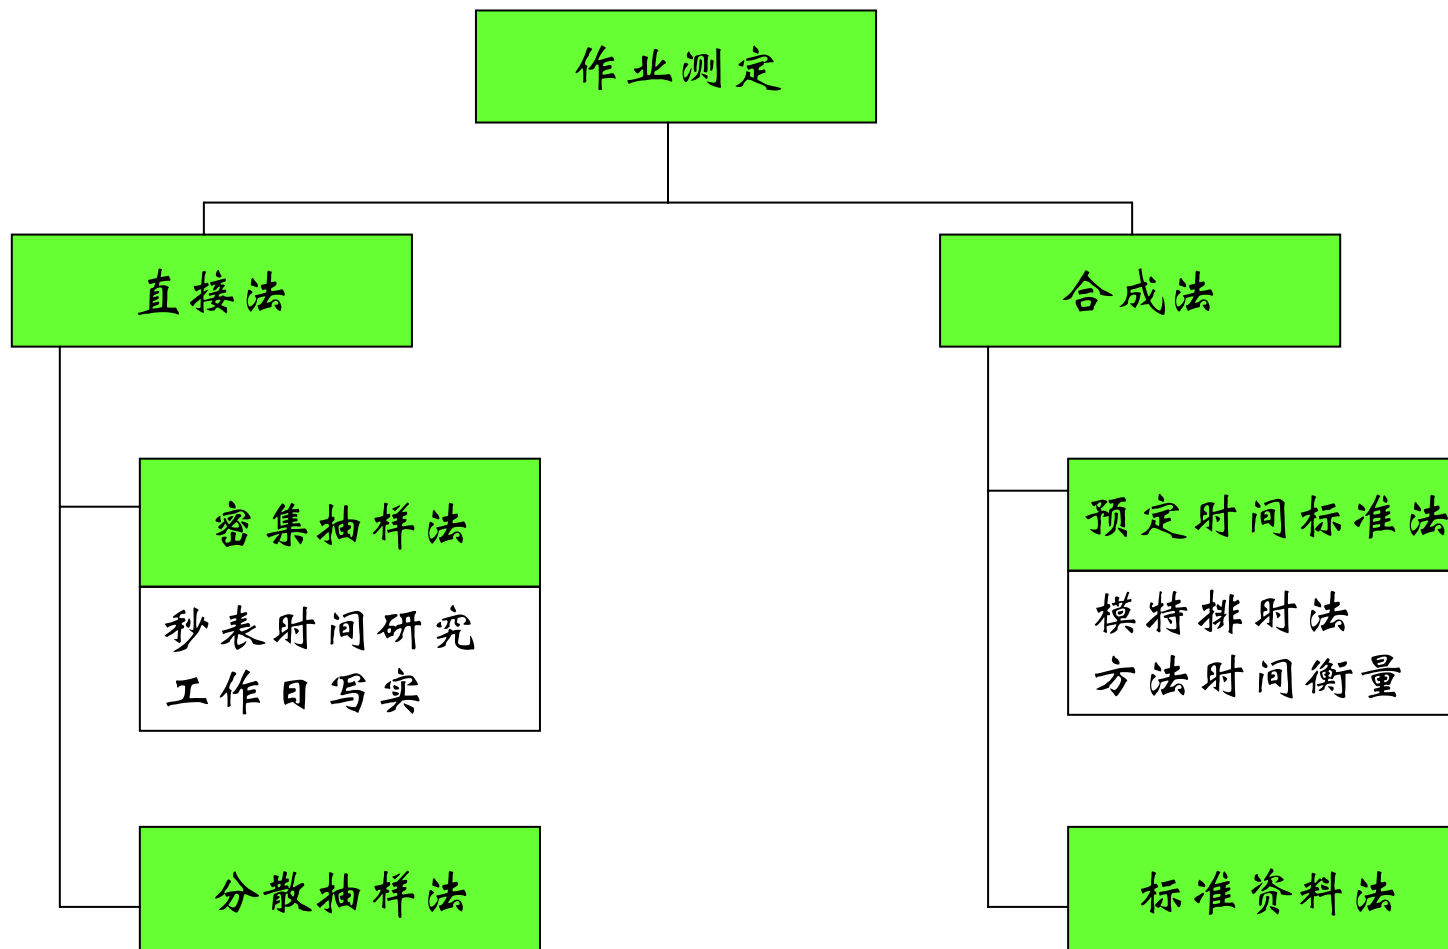 作业测定
直接法
合成法
密集抽样法
秒表时间研究
工作日写实
预定时间标准法
模特排时法
方法时间衡量
分散抽样法
标准资料法